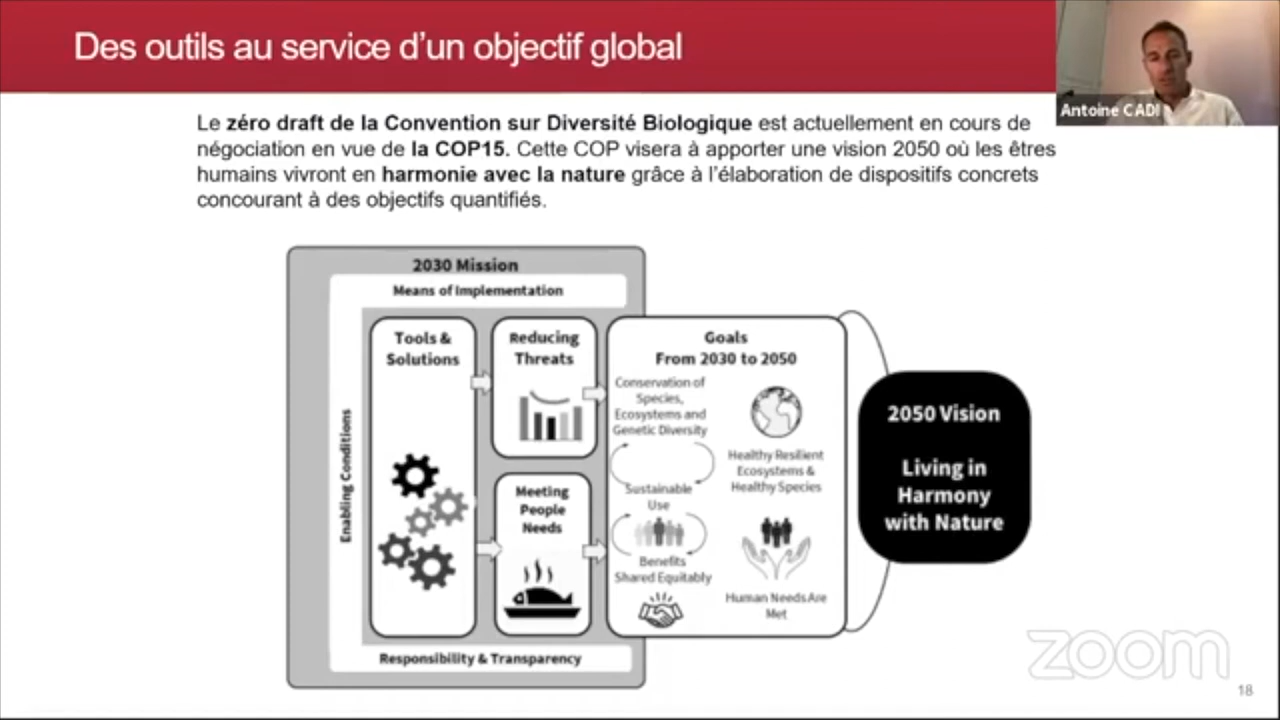 Des outils au service d'un objectif global
Antoine CADI
Le zéro draft de la Convention sur Diversité Biologique est actuellement en cours de
négociation en vue de la COP15. Cette COP visera à apporter une vision 2050 où les êtres
humains vivront en harmonie avec la nature grâce à l'élaboration de dispositifs concrets
concourant à des objectifs quantifiés.
2030 Mission
Means of Implementation
Enabling Conditions
Tools &
Solutions
Reducing
Threats
Meeting
People
Needs
Goals
From 2030 to 2050
Conservation of
Species,
Ecosystems and
Genetic Diversity
Sustainable
Use
Benefits
Shared Equitably
Healthy Resilient
Ecosystems &
Healthy Species
Human Needs Are
Met
2050 Vision
Living in
Harmony
with Nature
Responsibility & Transparency
zoom
18